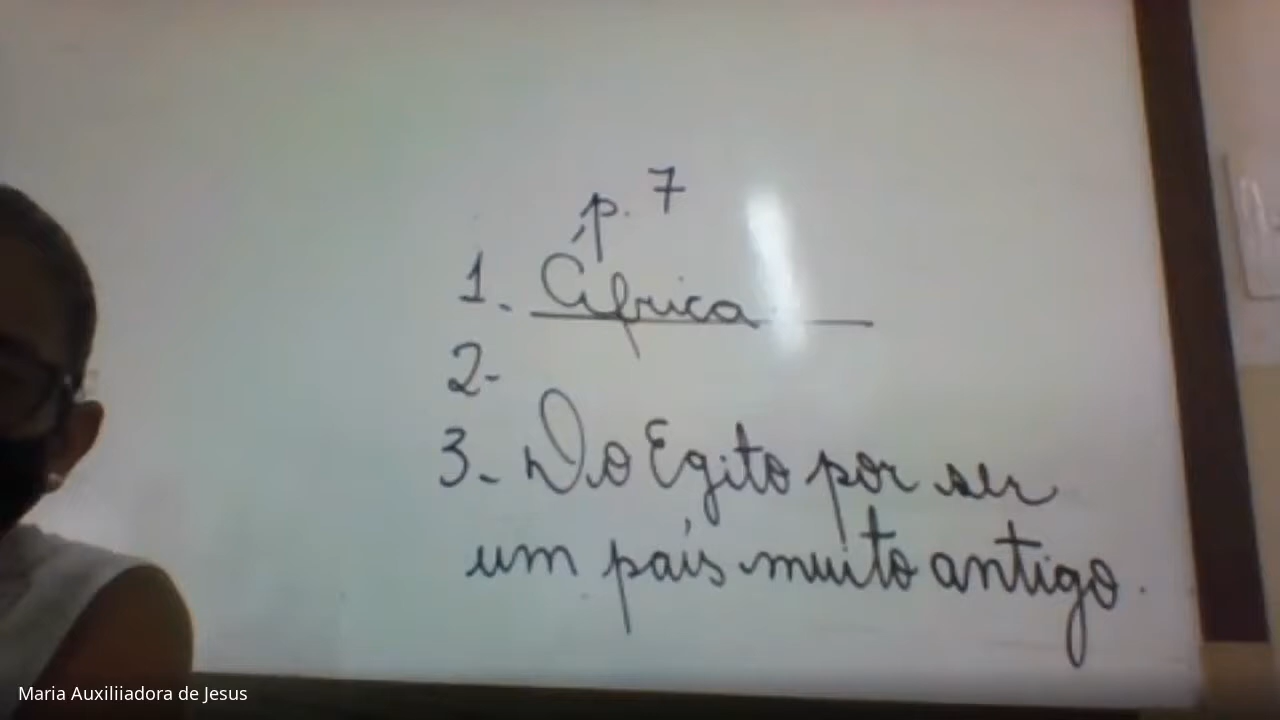 p. 7
1. África
2-
3- Do Egito por ser
um país muito antigo.
Maria Auxiliiadora de Jesus